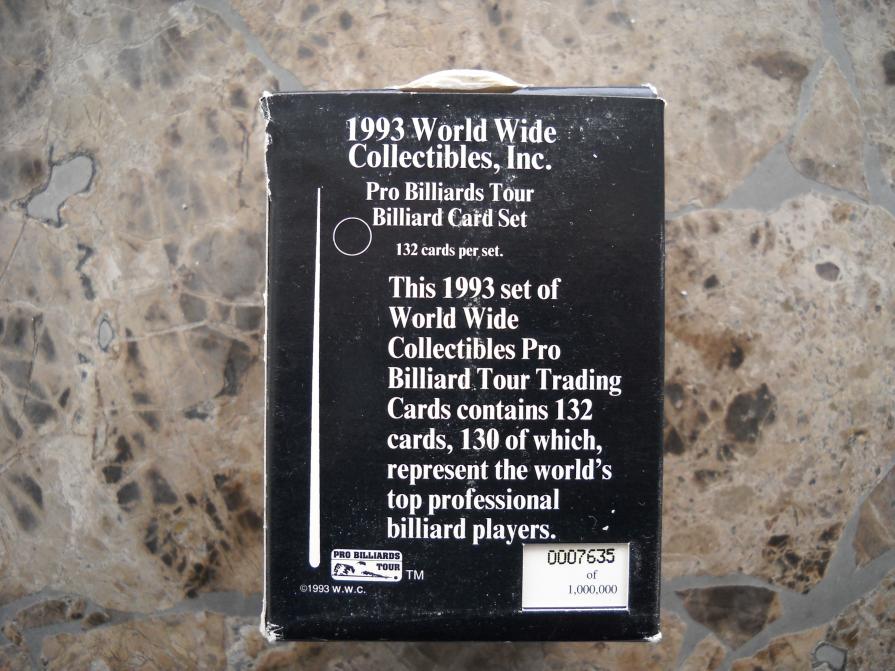 1993 World Wide
Collectibles, Inc.
Pro Billiards Tour
Billiard Card Set
132 cards per set.
This 1993 set of
World Wide
Collectibles Pro
Billiard Tour Trading
Cards contains 132
cards, 130 of which,
represent the world's
top professional
billiard players.
PRO BILLIARDS
TOUR
TM
©1993 W.W.C.
0007635
of
1,000,000